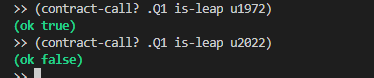 >> (contract-call? .Q1 is-leap u1972)
(ok true)
>> (contract-call? .Q1 is-leap u2022)
(ok false)
>>